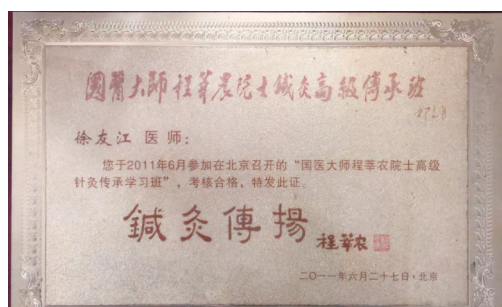 國醫大師程莘農院士鍼灸高級傳承班
徐友江 医师：
您于2011年6月参加在北京召开的“国医大师程莘农院士高级
针灸传承学习班”，考核合格，特发此证。
鍼灸傳揚
程莘农
二〇一一年六月二十七日，北京